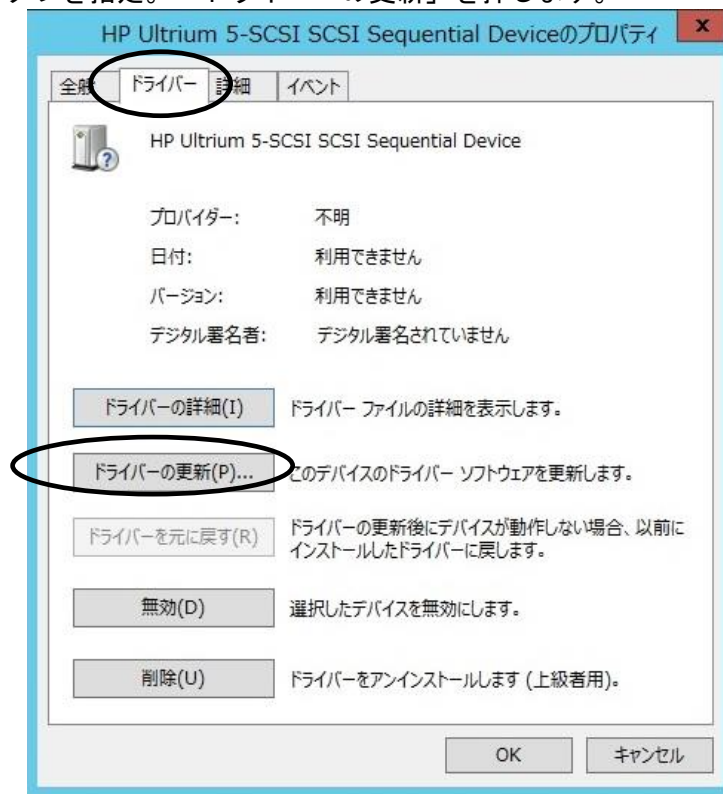 HP Ultrium 5-SCSI SCSI Sequential Deviceのプロパティ x
ドライバー 詳細 イベント
HP Ultrium 5-SCSI SCSI Sequential Device
プロバイダー: 不明
日付: 利用できません
バージョン: 利用できません
デジタル署名者: デジタル署名されていません
ドライバーの詳細(I) ドライバー ファイルの詳細を表示します。
ドライバーの更新(P)... このデバイスのドライバー ソフトウェアを更新します。
ドライバーを元に戻す(R) ドライバーの更新後にデバイスが動作しない場合、以前に
インストールしたドライバーに戻します。
無効(D) 選択したデバイスを無効にします。
削除(U) ドライバーをアンインストールします (上級者用)。
OK キャンセル